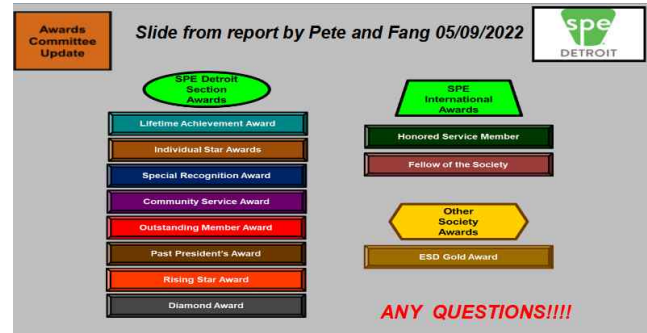 Awards
Committee
Update
Slide from report by Pete and Fang 05/09/2022
spe
DETROIT
SPE Detroit
Section
Awards
Lifetime Achievement Award
Individual Star Awards
Special Recognition Award
Community Service Award
Outstanding Member Award
Past President's Award
Rising Star Award
Diamond Award
SPE
International
Awards
Honored Service Member
Fellow of the Society
Other
Society
Awards
ESD Gold Award
ANY QUESTIONS!!!!